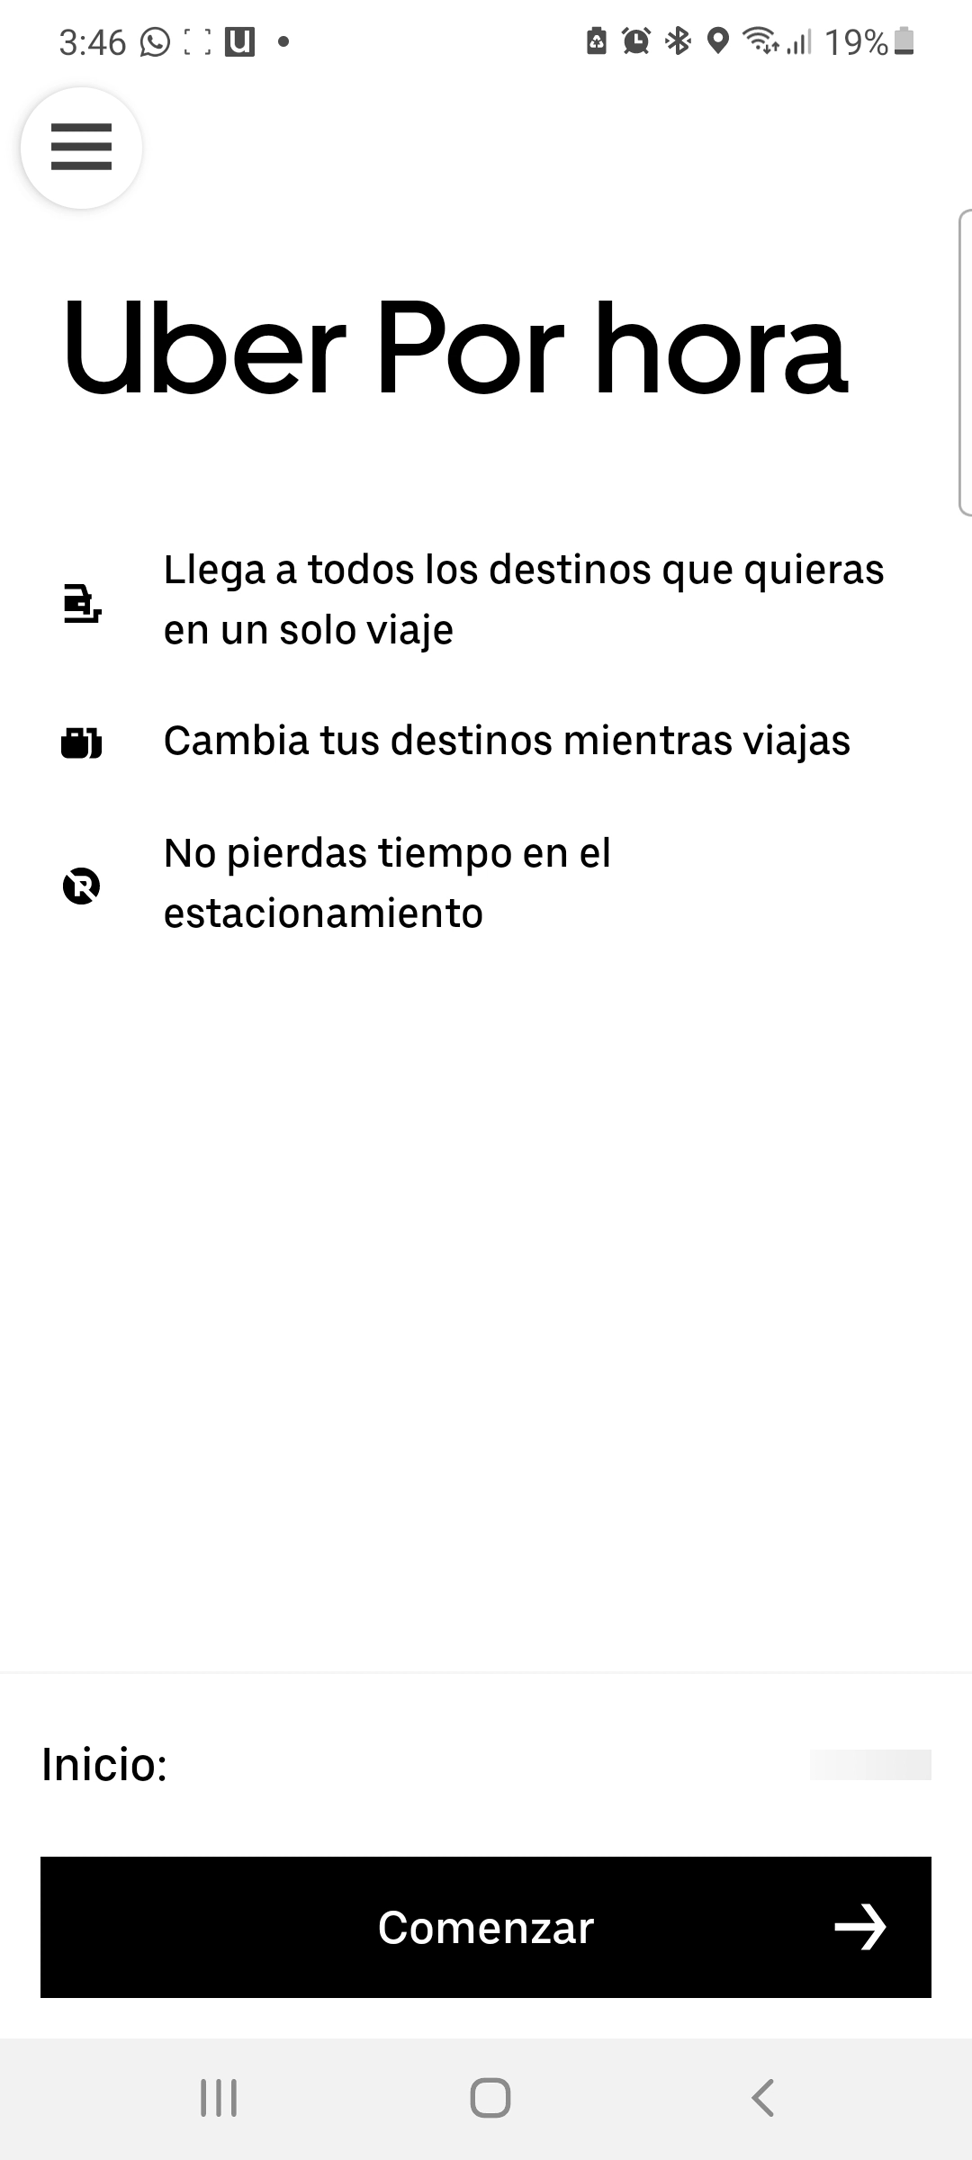 3:46
19%
Uber Por hora
Llega a todos los destinos que quieras
en un solo viaje
Cambia tus destinos mientras viajas
No pierdas tiempo en el
estacionamiento
Inicio:
Comenzar